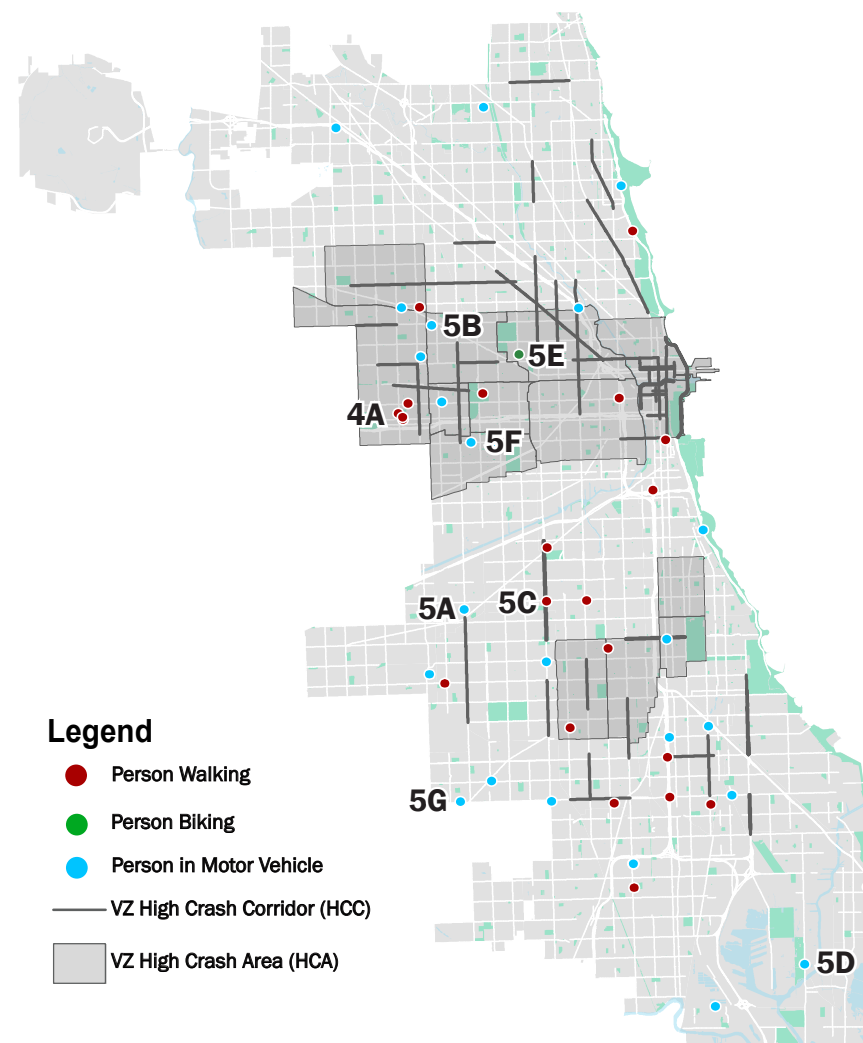 5B
5E
4A
5F
5A
5C
Legend
Person Walking
5G
Person Biking
Person in Motor Vehicle
VZ High Crash Corridor (HCC)
VZ High Crash Area (HCA)
5D